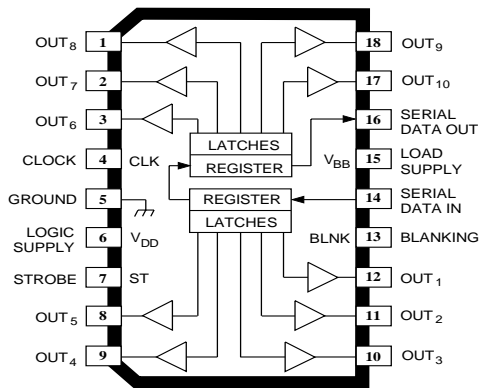 OUT8 1 18 OUT9
OUT7 2 17 OUT10
OUT6 3 16 SERIAL DATA OUT
LATCHES
REGISTER
CLOCK 4 CLK VBB 15 LOAD SUPPLY
GROUND 5 REGISTER 14 SERIAL DATA IN
LATCHES
LOGIC SUPPLY 6 VDD BLNK 13 BLANKING
STROBE 7 ST 12 OUT1
OUT5 8 11 OUT2
OUT4 9 10 OUT3